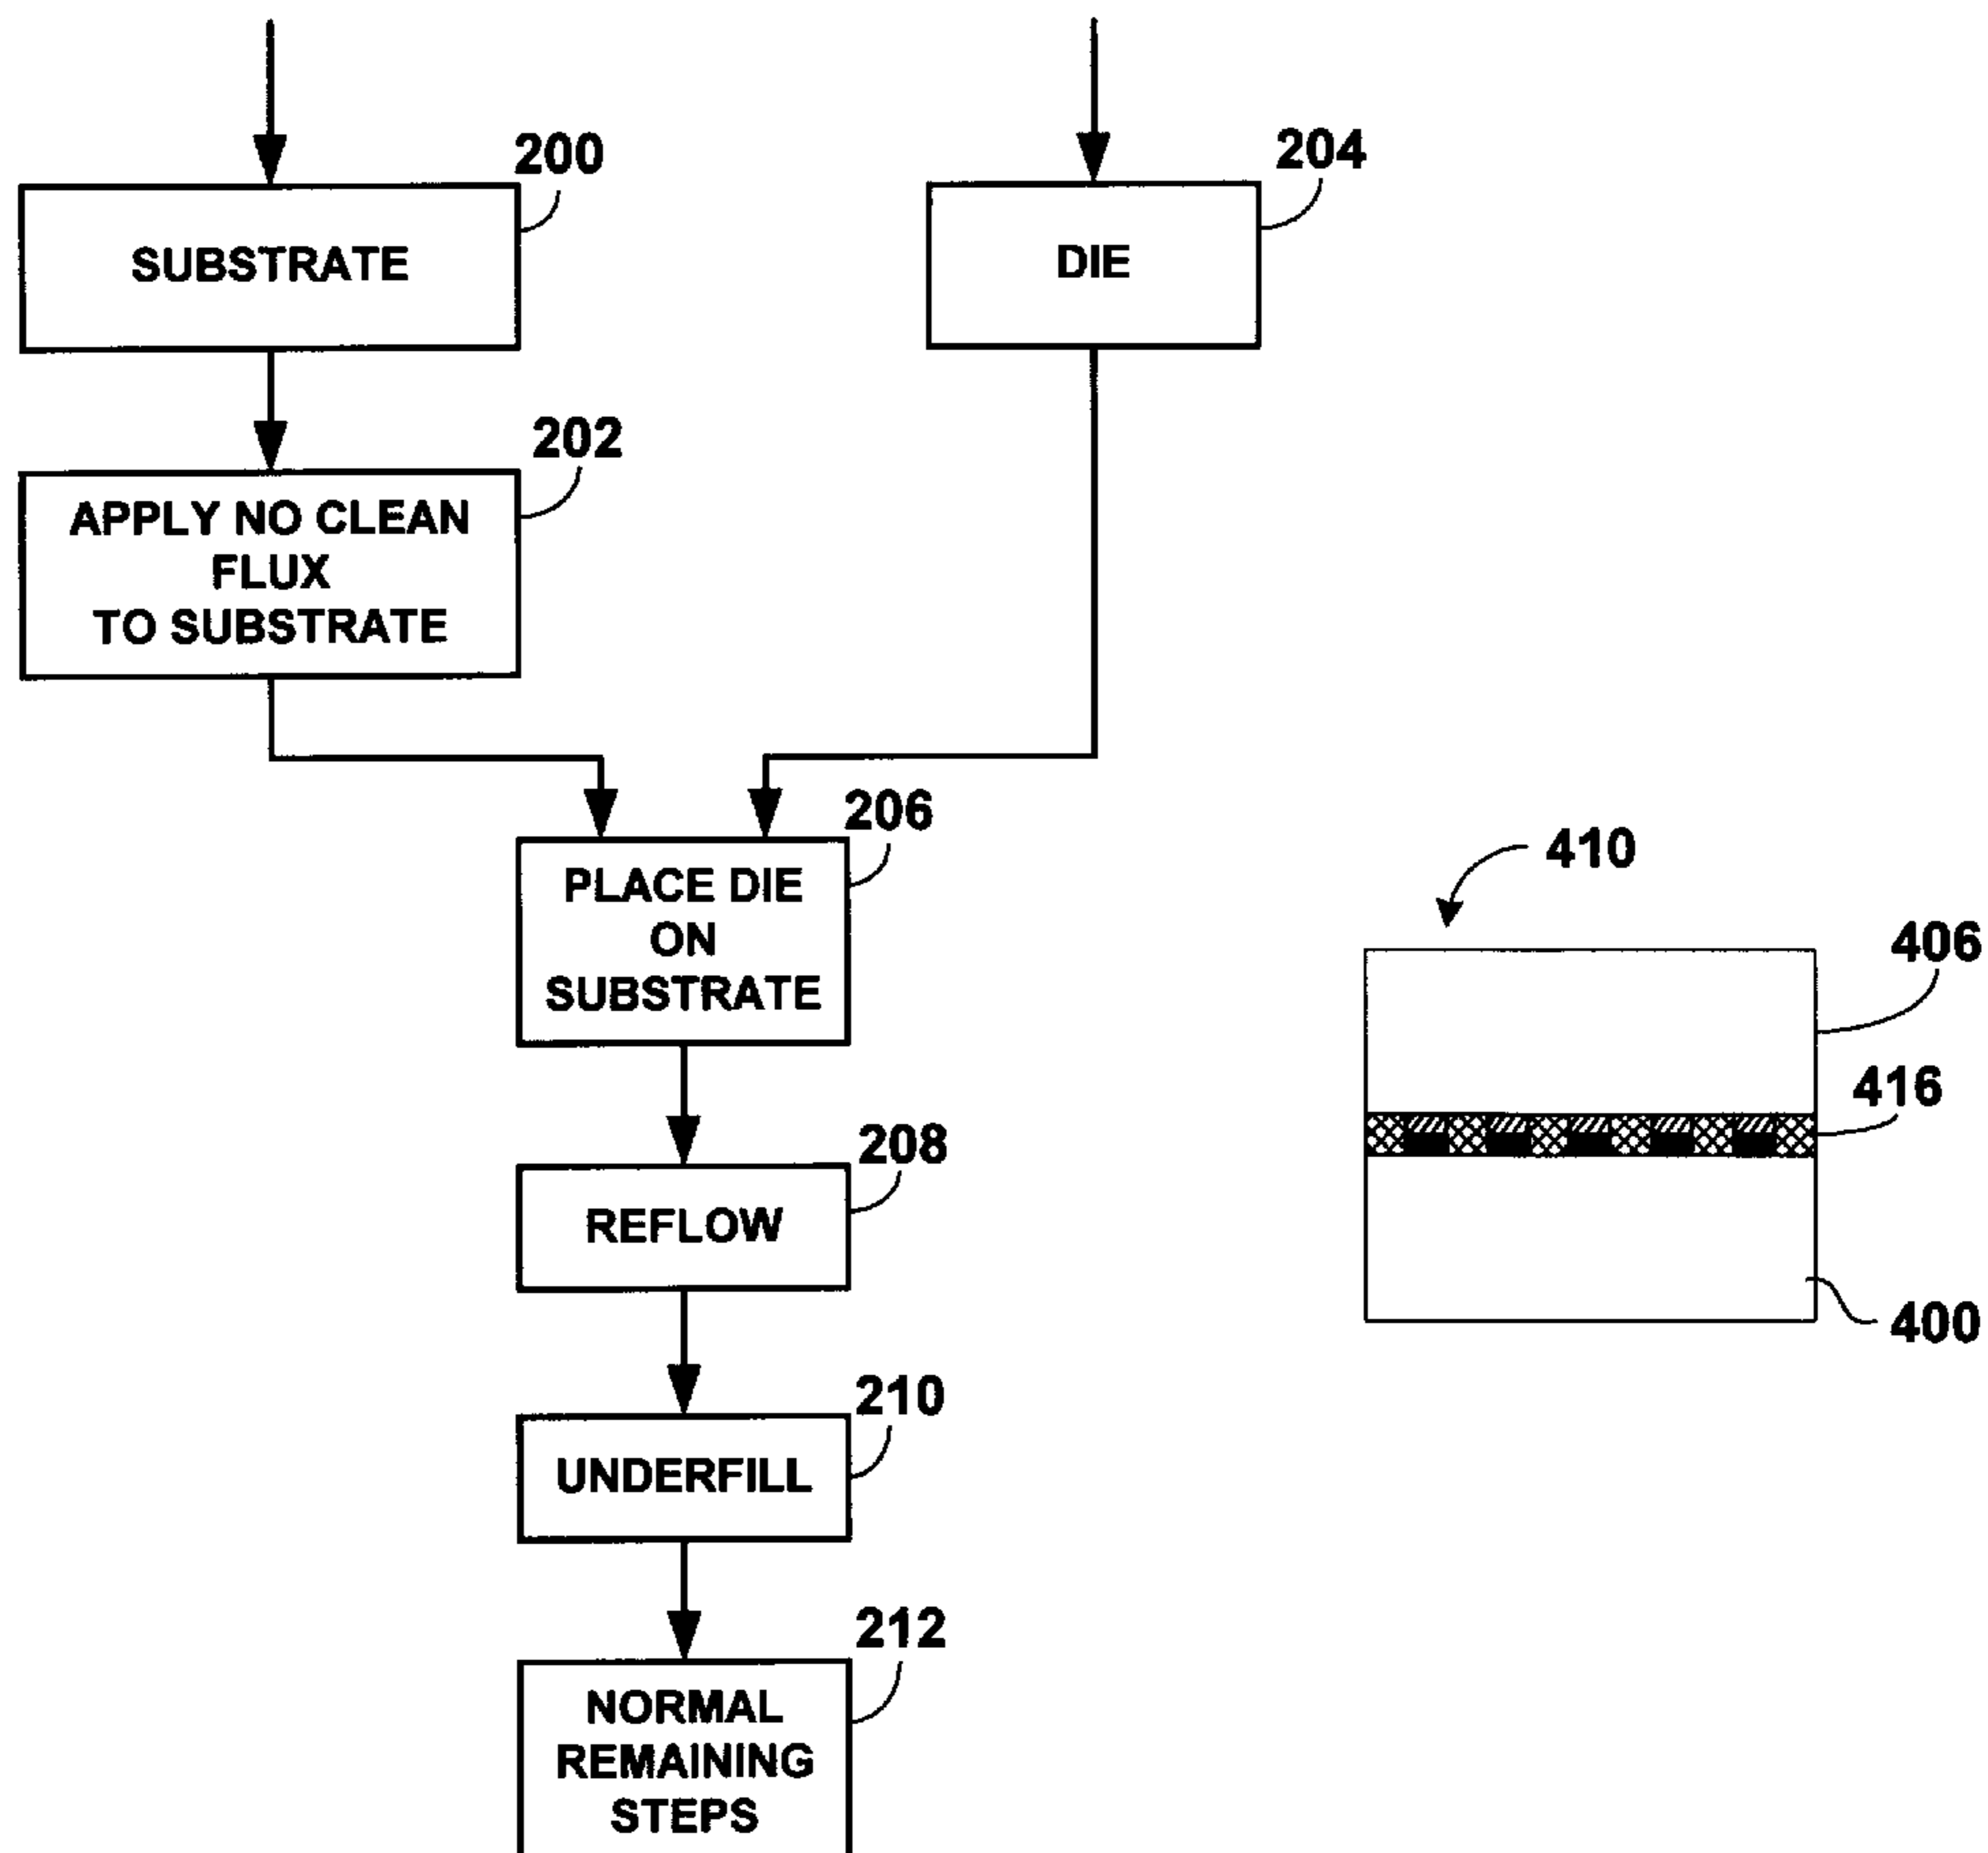 200
SUBSTRATE
204
DIE
202
APPLY NO CLEAN
FLUX
TO SUBSTRATE
206
PLACE DIE
ON
SUBSTRATE
208
REFLOW
210
UNDERFILL
212
NORMAL
REMAINING
STEPS
410
406
416
400